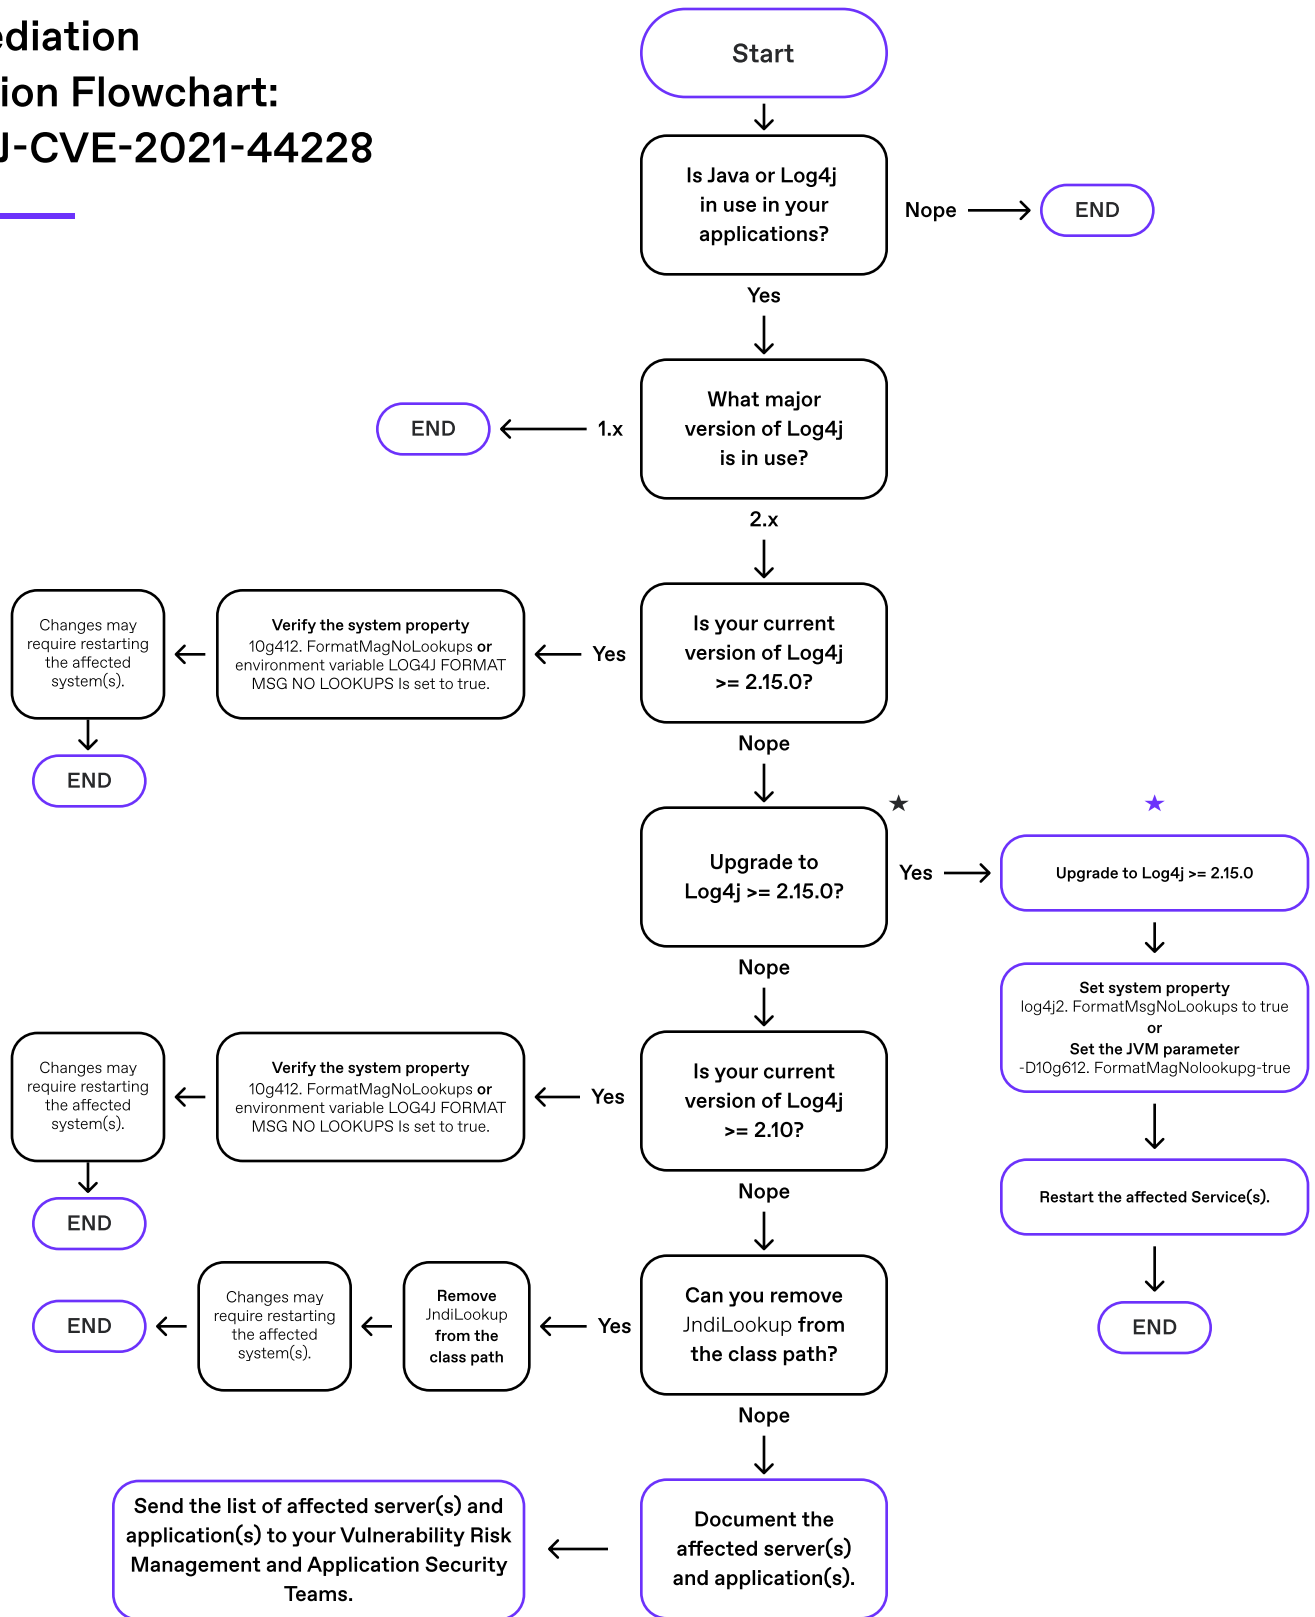 ediation
ion Flowchart:
J-CVE-2021-44228
Start
Is Java or Log4j
in use in your
applications?
Nope
END
Yes
What major
version of Log4j
is in use?
1.x
END
2.x
Is your current
version of Log4j
>= 2.15.0?
Yes
Verify the system property
10g412. FormatMagNoLookups or
environment variable LOG4J FORMAT
MSG NO LOOKUPS Is set to true.
Changes may
require restarting
the affected
system(s).
END
Nope
Upgrade to
Log4j >= 2.15.0?
Yes
Upgrade to Log4j >= 2.15.0
Set system property
log4j2. FormatMsgNoLookups to true
or
Set the JVM parameter
-D10g612. FormatMagNolookupg-true
Restart the affected Service(s).
END
Nope
Is your current
version of Log4j
>= 2.10?
Yes
Verify the system property
10g412. FormatMagNoLookups or
environment variable LOG4J FORMAT
MSG NO LOOKUPS Is set to true.
Changes may
require restarting
the affected
system(s).
END
Nope
Can you remove
JndiLookup from
the class path?
Yes
Remove
JndiLookup
from the
class path
Changes may
require restarting
the affected
system(s).
END
Nope
Document the
affected server(s)
and application(s).
Send the list of affected server(s) and
application(s) to your Vulnerability Risk
Management and Application Security
Teams.